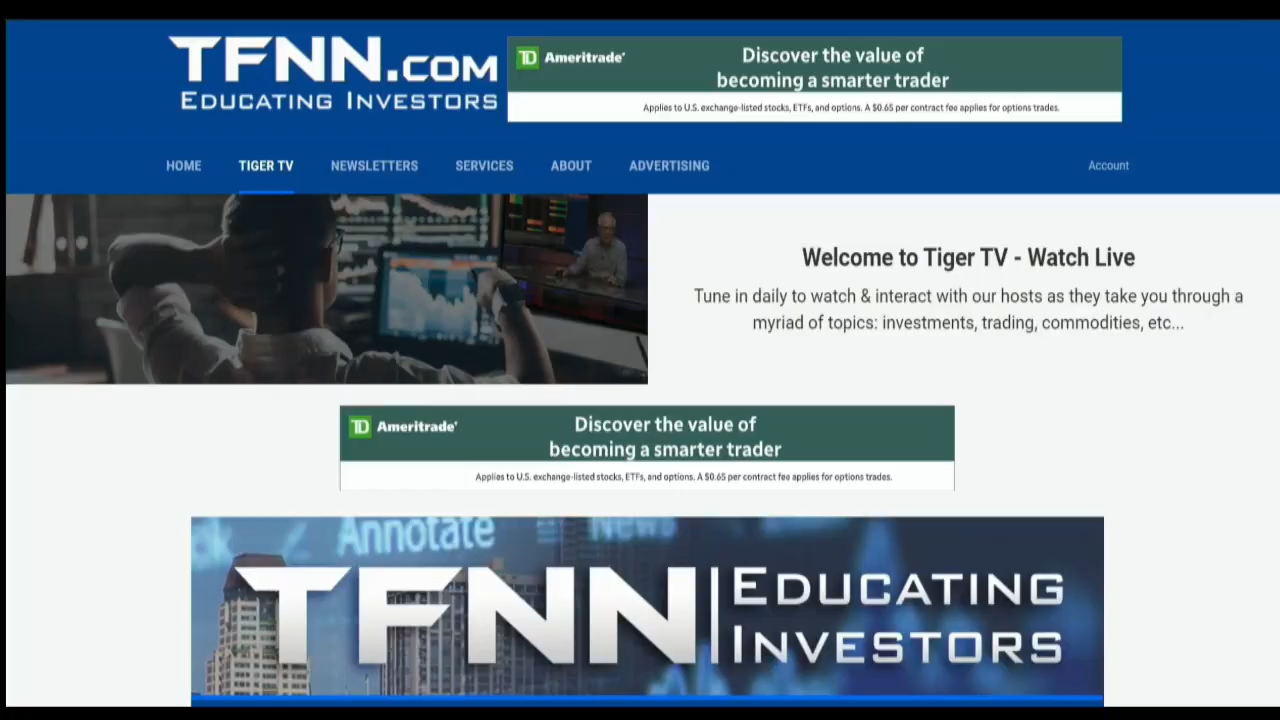 TFNN.COM
EDUCATING INVESTORS
TD Ameritrade
Discover the value of
becoming a smarter trader
Applies to U.S. exchange-listed stocks, ETFs, and options. A $0.65 per contract fee applies for options trades.
HOME TIGER TV NEWSLETTERS SERVICES ABOUT ADVERTISING Account
Welcome to Tiger TV - Watch Live
Tune in daily to watch & interact with our hosts as they take you through a
myriad of topics: investments, trading, commodities, etc...
TD Ameritrade
Discover the value of
becoming a smarter trader
Applies to U.S. exchange-listed stocks, ETFs, and options. A $0.65 per contract fee applies for options trades.
ck < Annotate News
TFNN EDUCATING
INVESTORS